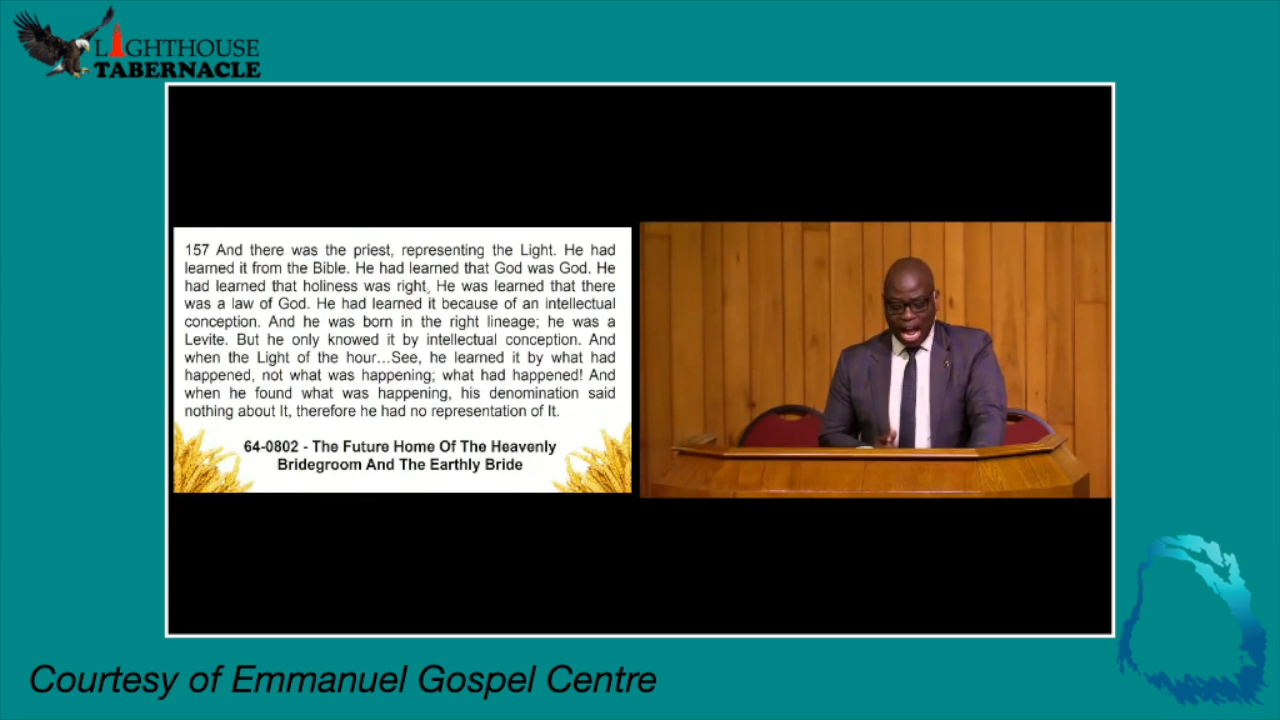 LIGHTHOUSE
TABERNACLE
157 And there was the priest, representing the Light. He had
learned it from the Bible. He had learned that God was God. He
had learned that holiness was right, He was learned that there
was a law of God. He had learned it because of an intellectual
conception. And he was born in the right lineage; he was a
Levite. But he only knowed it by intellectual conception. And
when the Light of the hour...See, he learned it by what had
happened, not what was happening; what had happened! And
when he found what was happening, his denomination said
nothing about It, therefore he had no representation of It.
64-0802 - The Future Home Of The Heavenly
Bridegroom And The Earthly Bride
Courtesy of Emmanuel Gospel Centre